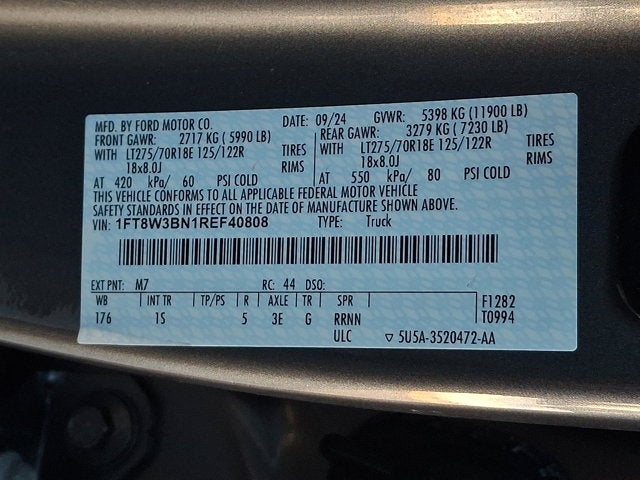 MFD. BY FORD MOTOR CO. DATE: 09/24 GVWR: 5398 KG (11900 LB)
FRONT GAWR: 2717 KG (5990 LB) REAR GAWR: 3279 KG (7230 LB)
WITH LT275/70R18E 125/122R TIRES WITH LT275/70R18E 125/122R TIRES
18x8.0J RIMS 18x8.0J RIMS
AT 420 kPa/ 60 PSI COLD AT 550 kPa/ 80 PSI COLD
THIS VEHICLE CONFORMS TO ALL APPLICABLE FEDERAL MOTOR VEHICLE
SAFETY STANDARDS IN EFFECT ON THE DATE OF MANUFACTURE SHOWN ABOVE.
VIN: 1FT8W3BN1REF40808 TYPE: Truck
EXT PNT: M7 RC: 44 DSO:
WB INT TR TP/PS R AXLE TR SPR F1282
176 1S 5 3E G RRNN T0994
ULC ▽ 5U5A-3520472-AA